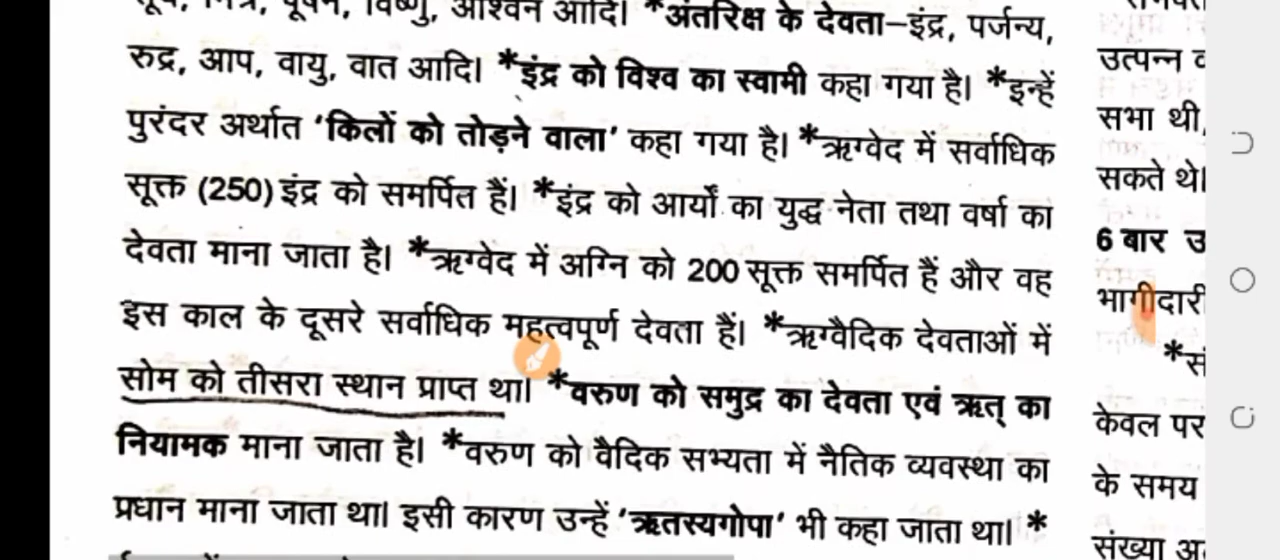 सूर्य, मित्र, पूषन, विष्णु, अश्विन आदि। *अंतरिक्ष के देवता–इंद्र, पर्जन्य,
रुद्र, आप, वायु, वात आदि। *इंद्र को विश्व का स्वामी कहा गया है। *इन्हें
पुरंदर अर्थात 'किलों को तोड़ने वाला' कहा गया है। *ऋग्वेद में सर्वाधिक
सूक्त (250) इंद्र को समर्पित हैं। *इंद्र को आर्यों का युद्ध नेता तथा वर्षा का
देवता माना जाता है। *ऋग्वेद में अग्नि को 200 सूक्त समर्पित हैं और वह
इस काल के दूसरे सर्वाधिक महत्वपूर्ण देवता हैं। *ऋग्वैदिक देवताओं में
सोम को तीसरा स्थान प्राप्त था। *वरुण को समुद्र का देवता एवं ऋत् का
नियामक माना जाता है। *वरुण को वैदिक सभ्यता में नैतिक व्यवस्था का
प्रधान माना जाता था। इसी कारण उन्हें 'ऋतस्यगोपा' भी कहा जाता था। *
उत्पन्न
सभा थी,
सकते थे।
6 बार
भागीदारी
केवल पर
के समय
संख्या